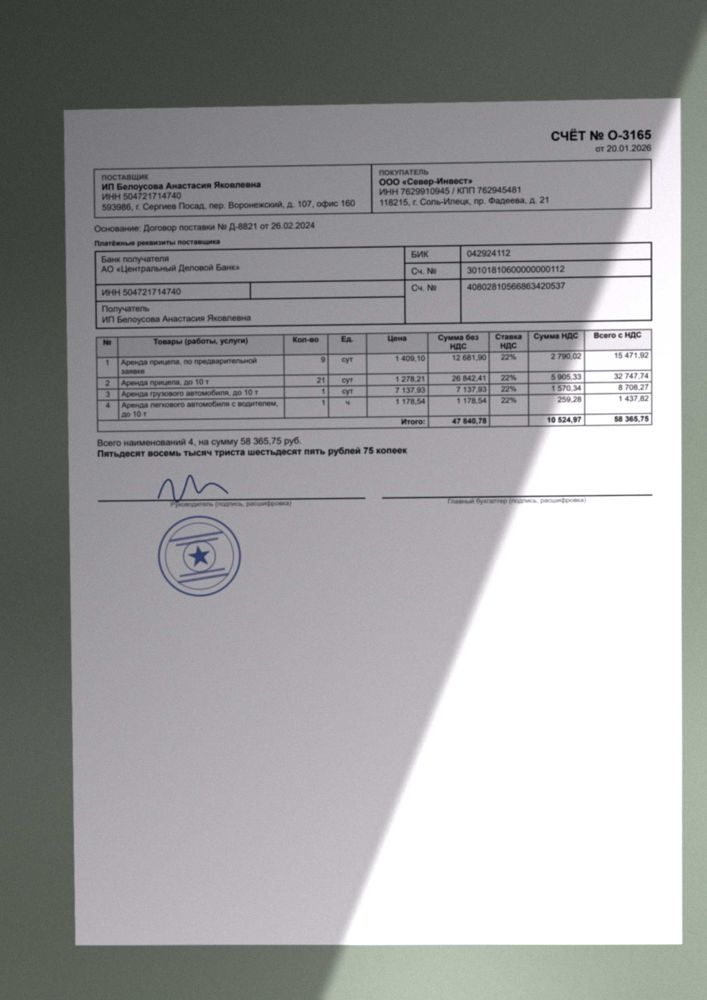 СЧЁТ № О-3165
от 20.01.2026
ПОСТАВЩИК
ИП Белоусова Анастасия Яковлевна
ИНН 504721714740
593986, г. Сергиев Посад, пер. Воронежский, д. 107, офис 160
ПОКУПАТЕЛЬ
ООО «Север-Инвест»
ИНН 7629910945 / КПП 762945481
118215, г. Соль-Илецк, пр. Фадеева, д. 21
Основание: Договор поставки № Д-8821 от 26.02.2024
Платёжные реквизиты поставщика
Банк получателя
АО «Центральный Деловой Банк»
БИК 042924112
Сч. № 30101810600000000112
ИНН 504721714740
Сч. № 40802810566863420537
Получатель
ИП Белоусова Анастасия Яковлевна
№ Товары (работы, услуги) Кол-во Ед. Цена Сумма без НДС Ставка НДС Сумма НДС Всего с НДС
1 Аренда прицепа, по предварительной заявке 9 сут 1 409,10 12 681,90 22% 2 790,02 15 471,92
2 Аренда прицепа, до 10 т 21 сут 1 278,21 26 842,41 22% 5 905,33 32 747,74
3 Аренда грузового автомобиля, до 10 т 1 сут 7 137,93 7 137,93 22% 1 570,34 8 708,27
4 Аренда легкового автомобиля с водителем, до 10 т 1 ч 1 178,54 1 178,54 22% 259,28 1 437,82
Итого: 47 840,78 10 524,97 58 365,75
Всего наименований 4, на сумму 58 365,75 руб.
Пятьдесят восемь тысяч триста шестьдесят пять рублей 75 копеек
Руководитель (подпись, расшифровка)
Главный бухгалтер (подпись, расшифровка)